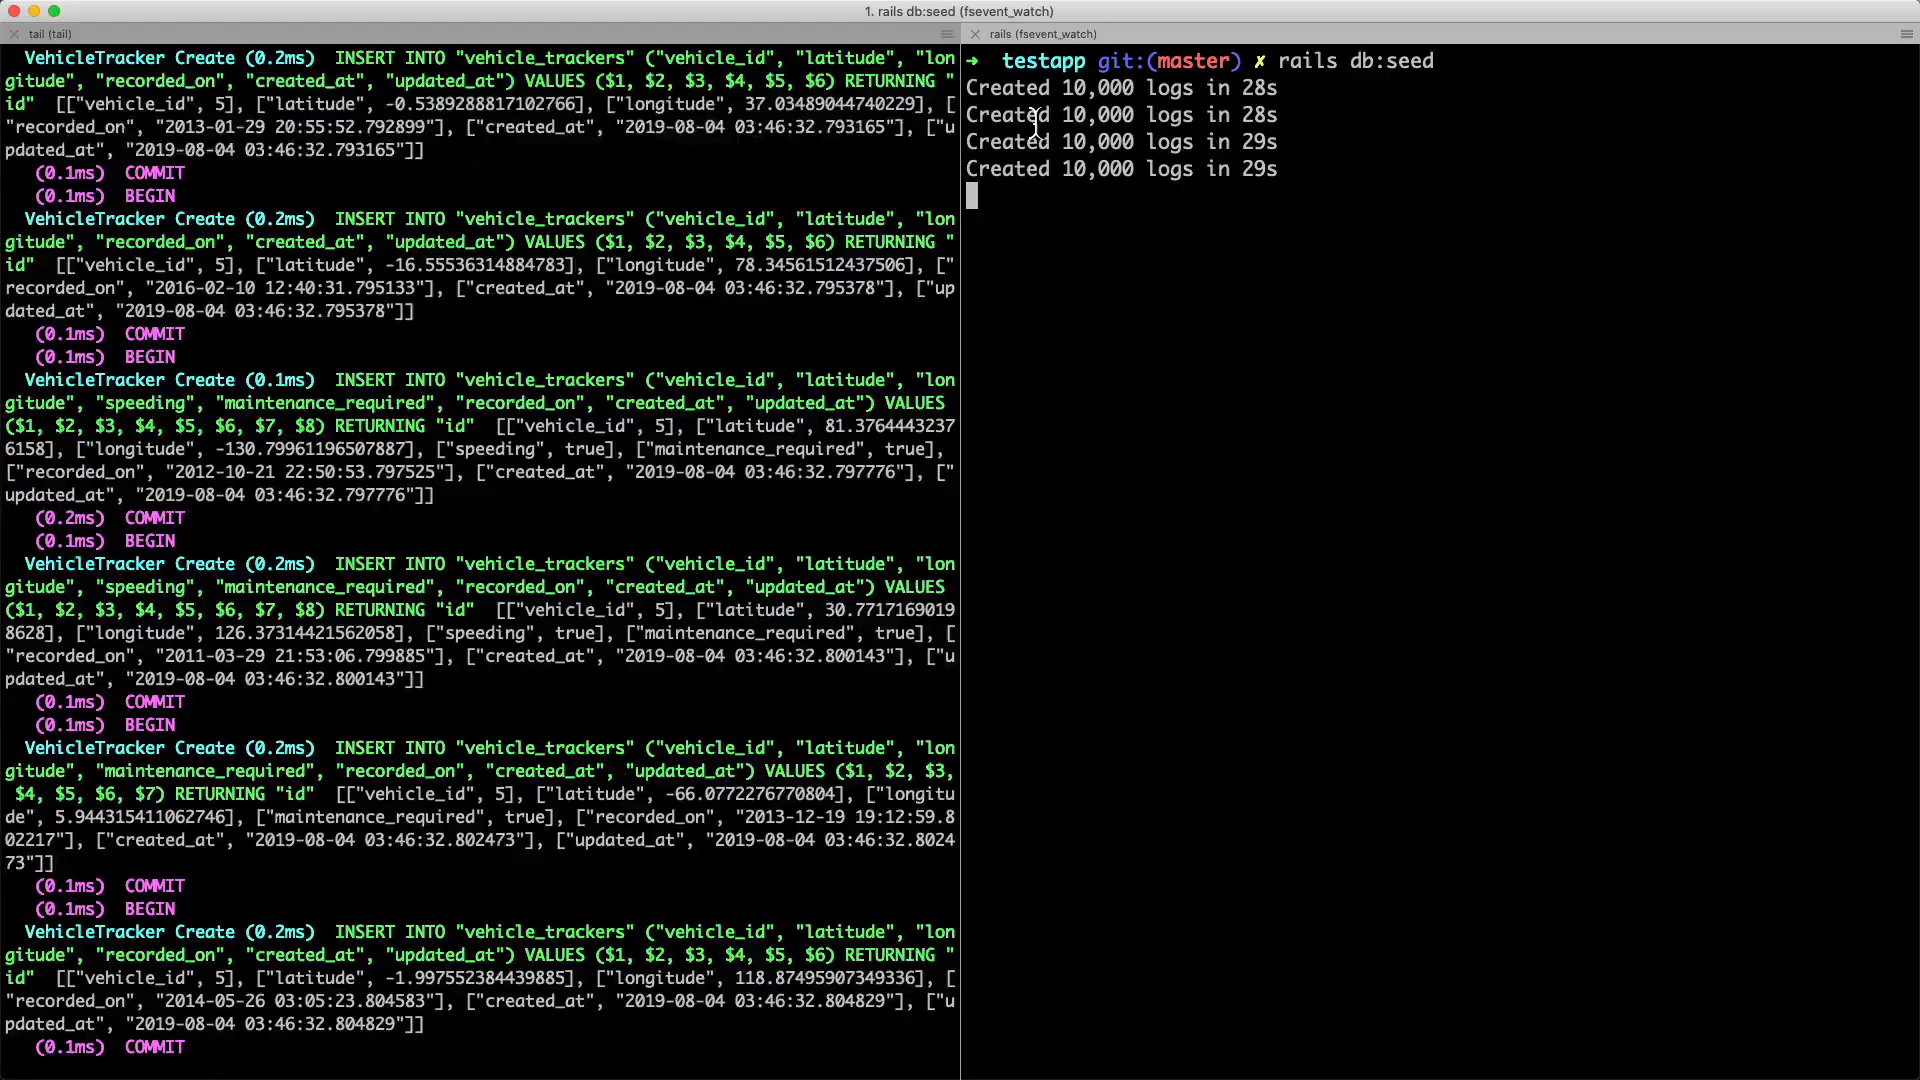 1. rails db:seed (fsevent_watch)
tail (tail)
VehicleTracker Create (0.2ms)  INSERT INTO "vehicle_trackers" ("vehicle_id", "latitude", "lon
gitude", "recorded_on", "created_at", "updated_at") VALUES ($1, $2, $3, $4, $5, $6) RETURNING "
id"  [["vehicle_id", 5], ["latitude", -0.5389288817102766], ["longitude", 37.03489044740229], [
"recorded_on", "2013-01-29 20:55:52.792899"], ["created_at", "2019-08-04 03:46:32.793165"], ["u
pdated_at", "2019-08-04 03:46:32.793165"]]
(0.1ms)  COMMIT
(0.1ms)  BEGIN
VehicleTracker Create (0.2ms)  INSERT INTO "vehicle_trackers" ("vehicle_id", "latitude", "lon
gitude", "recorded_on", "created_at", "updated_at") VALUES ($1, $2, $3, $4, $5, $6) RETURNING "
id"  [["vehicle_id", 5], ["latitude", -16.55536314884783], ["longitude", 78.34561512437506], ["
recorded_on", "2016-02-10 12:40:31.795133"], ["created_at", "2019-08-04 03:46:32.795378"], ["up
dated_at", "2019-08-04 03:46:32.795378"]]
(0.1ms)  COMMIT
(0.1ms)  BEGIN
VehicleTracker Create (0.1ms)  INSERT INTO "vehicle_trackers" ("vehicle_id", "latitude", "lon
gitude", "speeding", "maintenance_required", "recorded_on", "created_at", "updated_at") VALUES
($1, $2, $3, $4, $5, $6, $7, $8) RETURNING "id"  [["vehicle_id", 5], ["latitude", 81.3764443237
6158], ["longitude", -130.79961196507887], ["speeding", true], ["maintenance_required", true],
["recorded_on", "2012-10-21 22:50:53.797525"], ["created_at", "2019-08-04 03:46:32.797776"], ["
updated_at", "2019-08-04 03:46:32.797776"]]
(0.2ms)  COMMIT
(0.1ms)  BEGIN
VehicleTracker Create (0.2ms)  INSERT INTO "vehicle_trackers" ("vehicle_id", "latitude", "lon
gitude", "speeding", "maintenance_required", "recorded_on", "created_at", "updated_at") VALUES
($1, $2, $3, $4, $5, $6, $7, $8) RETURNING "id"  [["vehicle_id", 5], ["latitude", 30.7717169019
8628], ["longitude", 126.37314421562058], ["speeding", true], ["maintenance_required", true], [
"recorded_on", "2011-03-29 21:53:06.799885"], ["created_at", "2019-08-04 03:46:32.800143"], ["u
pdated_at", "2019-08-04 03:46:32.800143"]]
(0.1ms)  COMMIT
(0.1ms)  BEGIN
VehicleTracker Create (0.2ms)  INSERT INTO "vehicle_trackers" ("vehicle_id", "latitude", "lon
gitude", "maintenance_required", "recorded_on", "created_at", "updated_at") VALUES ($1, $2, $3,
$4, $5, $6, $7) RETURNING "id"  [["vehicle_id", 5], ["latitude", -66.0772276770804], ["longitu
de", 5.944315411062746], ["maintenance_required", true], ["recorded_on", "2013-12-19 19:12:59.8
02217"], ["created_at", "2019-08-04 03:46:32.802473"], ["updated_at", "2019-08-04 03:46:32.8024
73"]]
(0.1ms)  COMMIT
(0.1ms)  BEGIN
VehicleTracker Create (0.2ms)  INSERT INTO "vehicle_trackers" ("vehicle_id", "latitude", "lon
gitude", "recorded_on", "created_at", "updated_at") VALUES ($1, $2, $3, $4, $5, $6) RETURNING "
id"  [["vehicle_id", 5], ["latitude", -1.997552384439885], ["longitude", 118.87495907349336], [
"recorded_on", "2014-05-26 03:05:23.804583"], ["created_at", "2019-08-04 03:46:32.804829"], ["u
pdated_at", "2019-08-04 03:46:32.804829"]]
(0.1ms)  COMMIT
rails (fsevent_watch)
➜  testapp git:(master) ✗ rails db:seed
Created 10,000 logs in 28s
Created 10,000 logs in 28s
Created 10,000 logs in 29s
Created 10,000 logs in 29s